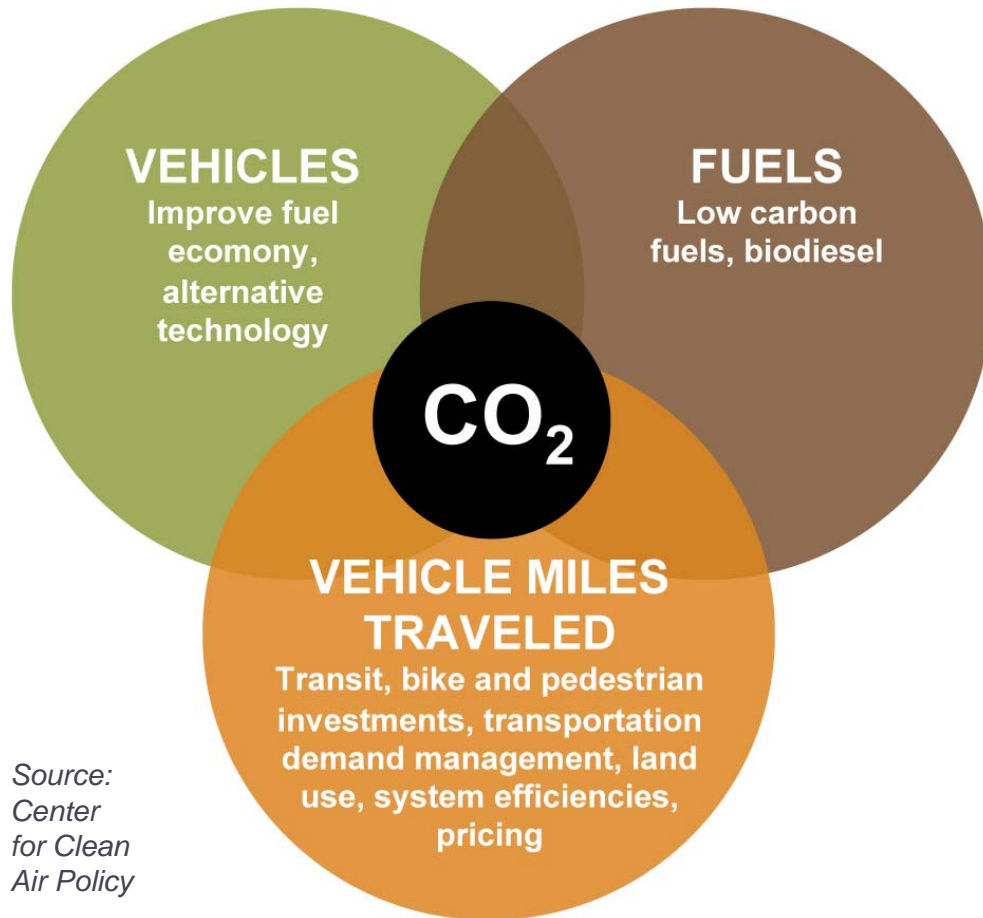 VEHICLES
Improve fuel
ecomony,
alternative
technology
FUELS
Low carbon
fuels, biodiesel
CO₂
VEHICLE MILES
TRAVELED
Transit, bike and pedestrian
investments, transportation
demand management, land
use, system efficiencies,
pricing
Source:
Center
for Clean
Air Policy